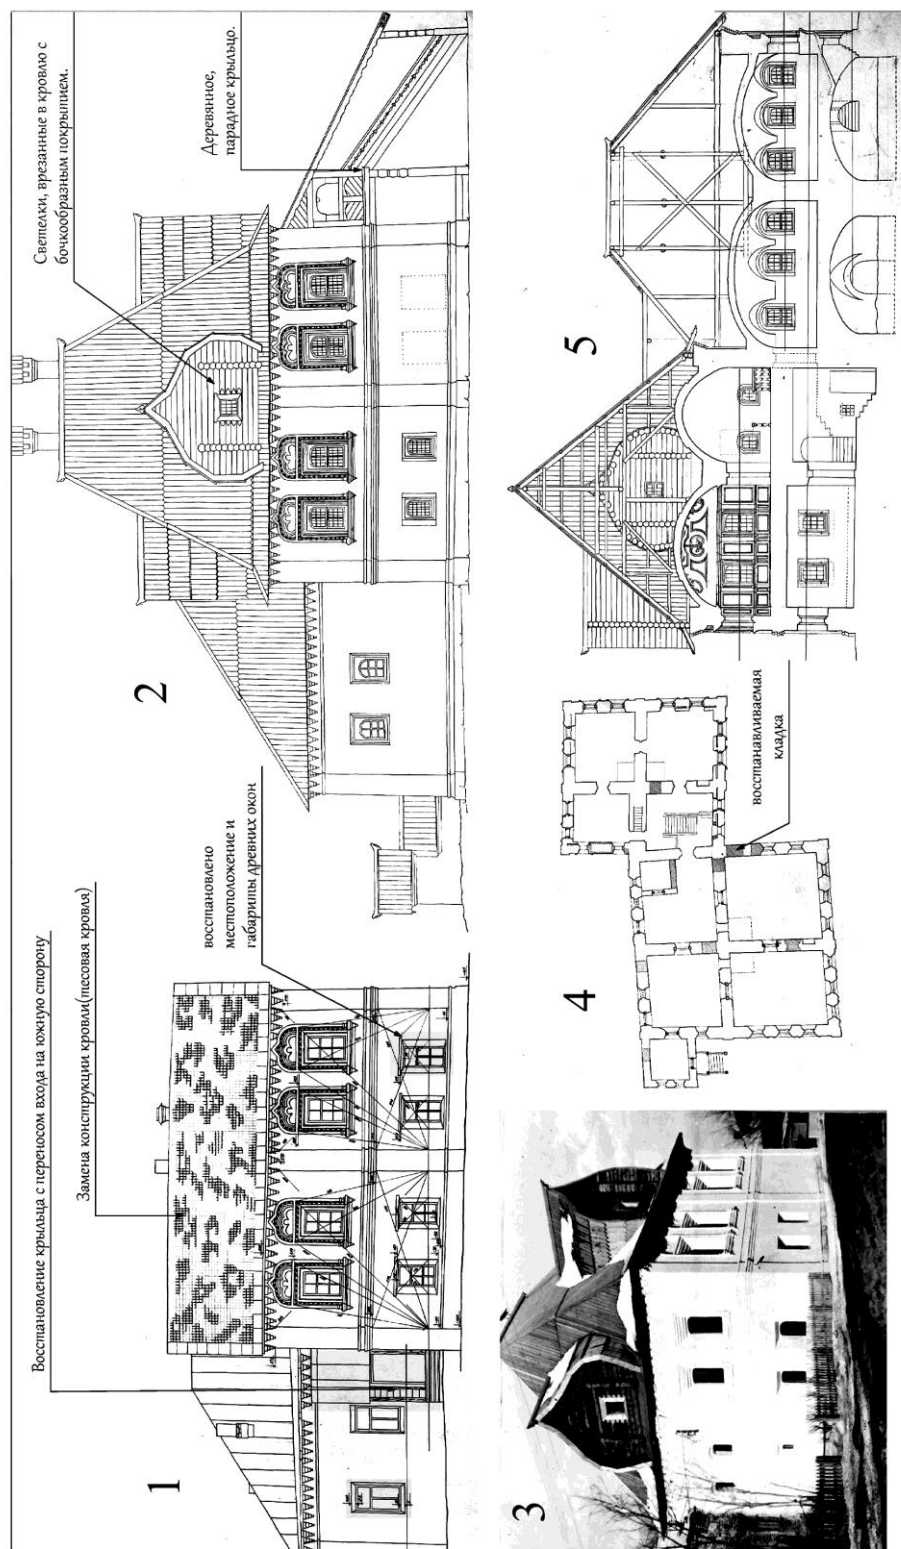 1
Восстановление крыльца с переносом входа на южную сторону
Замена конструкции кровли(тесовая кровля)
восстановлено
местоположение и
габариты древних окон
2
Светелки, врезанные в кровлю с
бочкообразным покрытием.
Деревянное,
парадное крыльцо.
3
4
восстанавливаемая
кладка
5